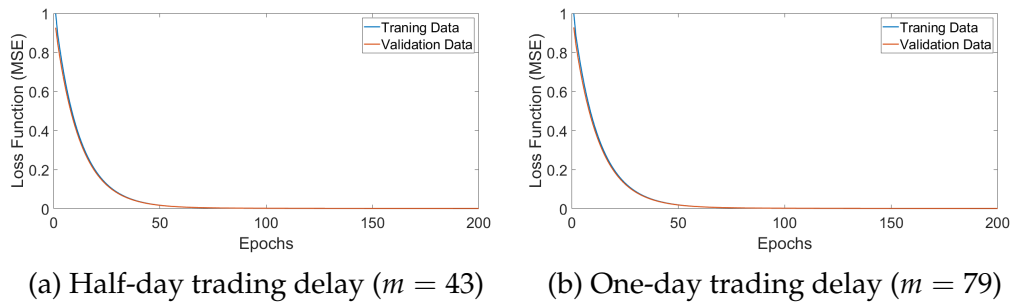 Loss Function (MSE)
1
0.8
0.6
0.4
0.2
0
0
50
100
150
200
Epochs
Traning Data
Validation Data
(a) Half-day trading delay (m = 43)
Loss Function (MSE)
1
0.8
0.6
0.4
0.2
0
0
50
100
150
200
Epochs
Traning Data
Validation Data
(b) One-day trading delay (m = 79)